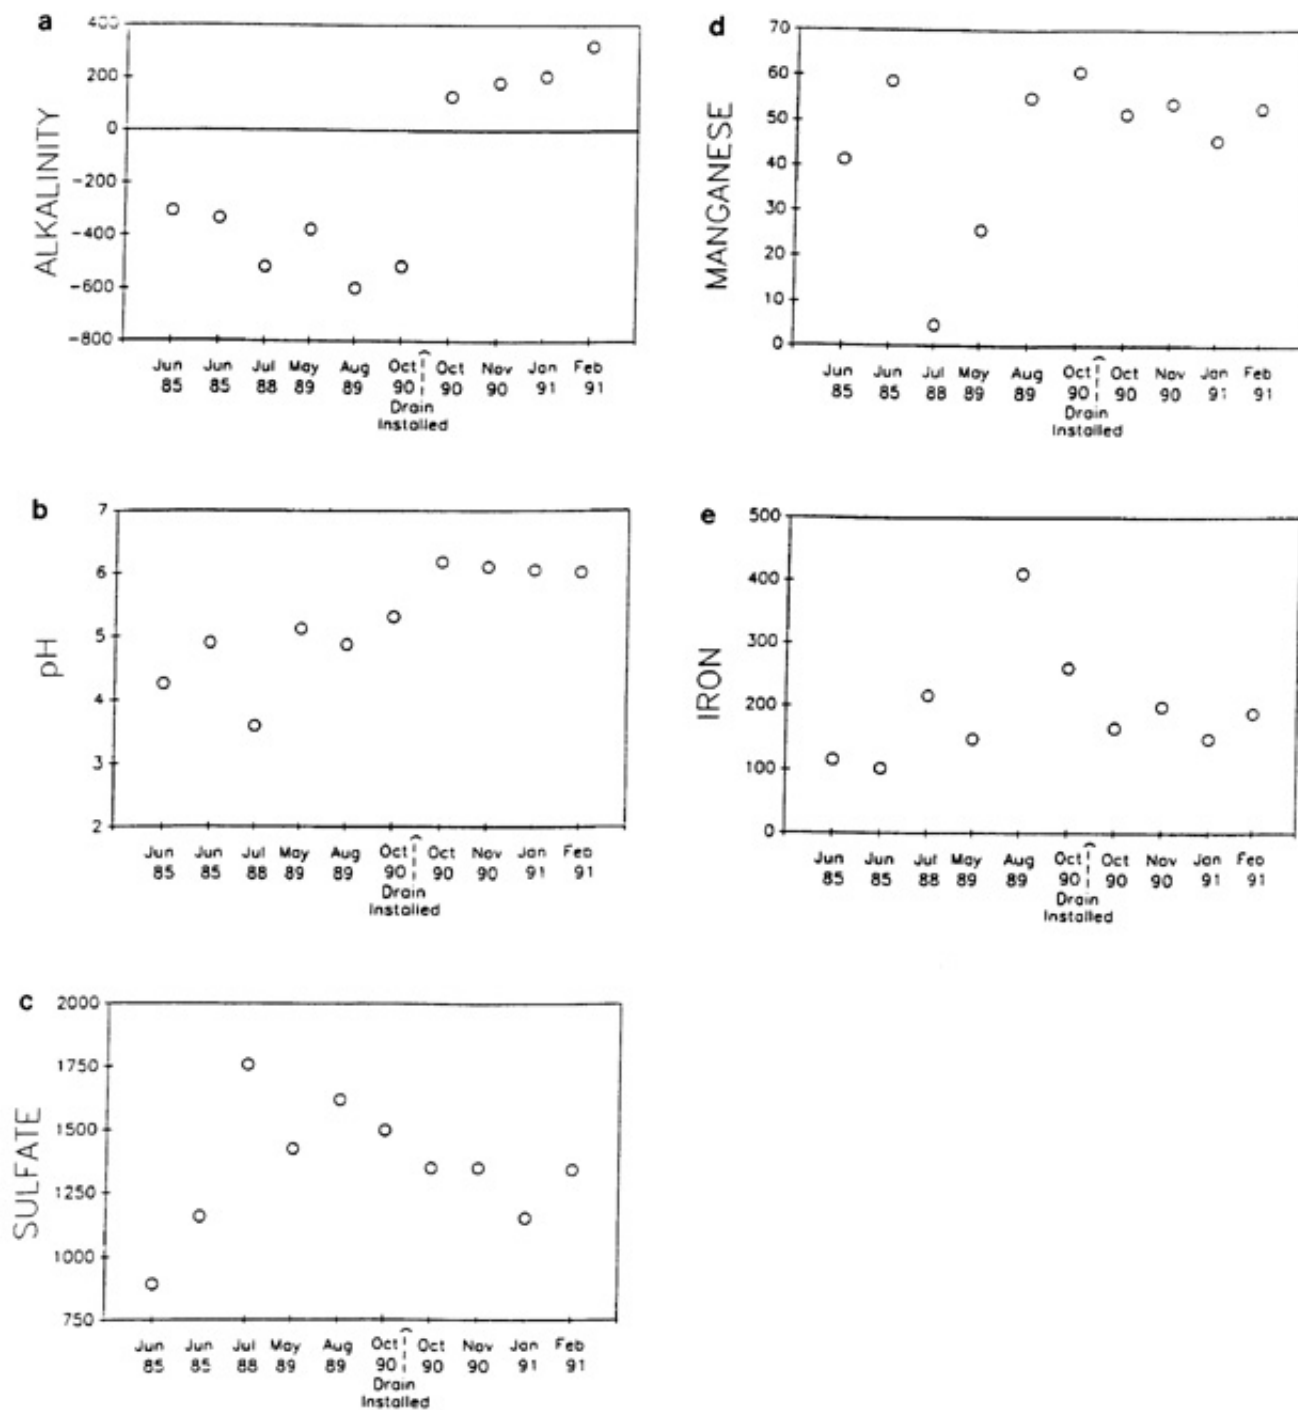 a
ALKALINITY
400
200
0
-200
-400
-600
-800
Jun Jun Jul May Aug Oct Oct Nov Jan Feb
85 85 88 89 89 90 90 90 91 91
Drain
Installed
b
pH
7
6
5
4
3
2
Jun Jun Jul May Aug Oct Oct Nov Jan Feb
85 85 88 89 89 90 90 90 91 91
Drain
Installed
c
SULFATE
2000
1750
1500
1250
1000
750
Jun Jun Jul May Aug Oct Oct Nov Jan Feb
85 85 88 89 89 90 90 90 91 91
Drain
Installed
d
MANGANESE
70
60
50
40
30
20
10
0
Jun Jun Jul May Aug Oct Oct Nov Jan Feb
85 85 88 89 89 90 90 90 91 91
Drain
Installed
e
IRON
500
400
300
200
100
0
Jun Jun Jul May Aug Oct Oct Nov Jan Feb
85 85 88 89 89 90 90 90 91 91
Drain
Installed